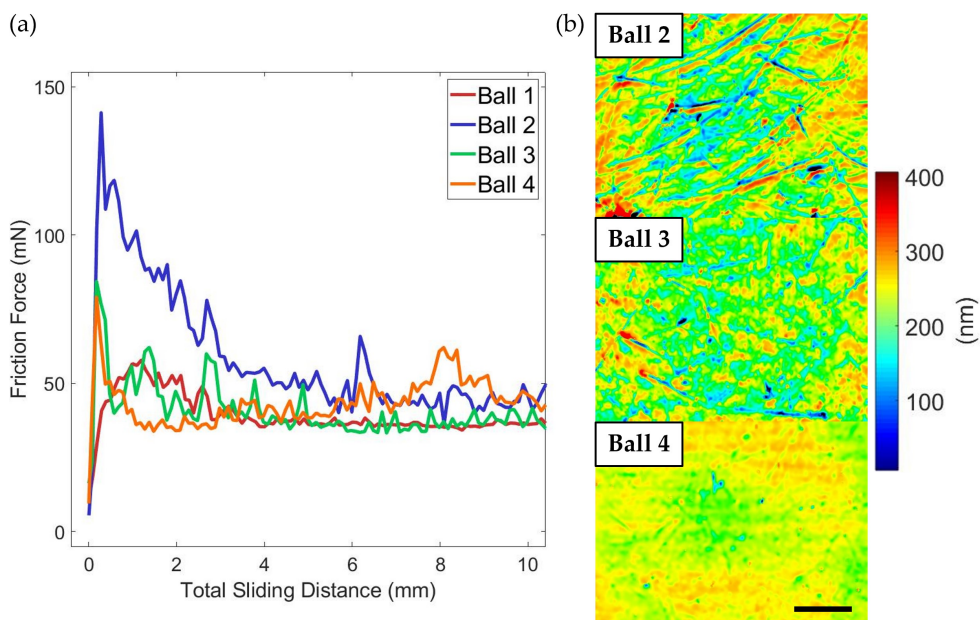 (a)
150
100
50
0
Friction Force (mN)
0 2 4 6 8 10
Total Sliding Distance (mm)
Ball 1
Ball 2
Ball 3
Ball 4
(b)
Ball 2
Ball 3
Ball 4
400
300
200
100
(nm)